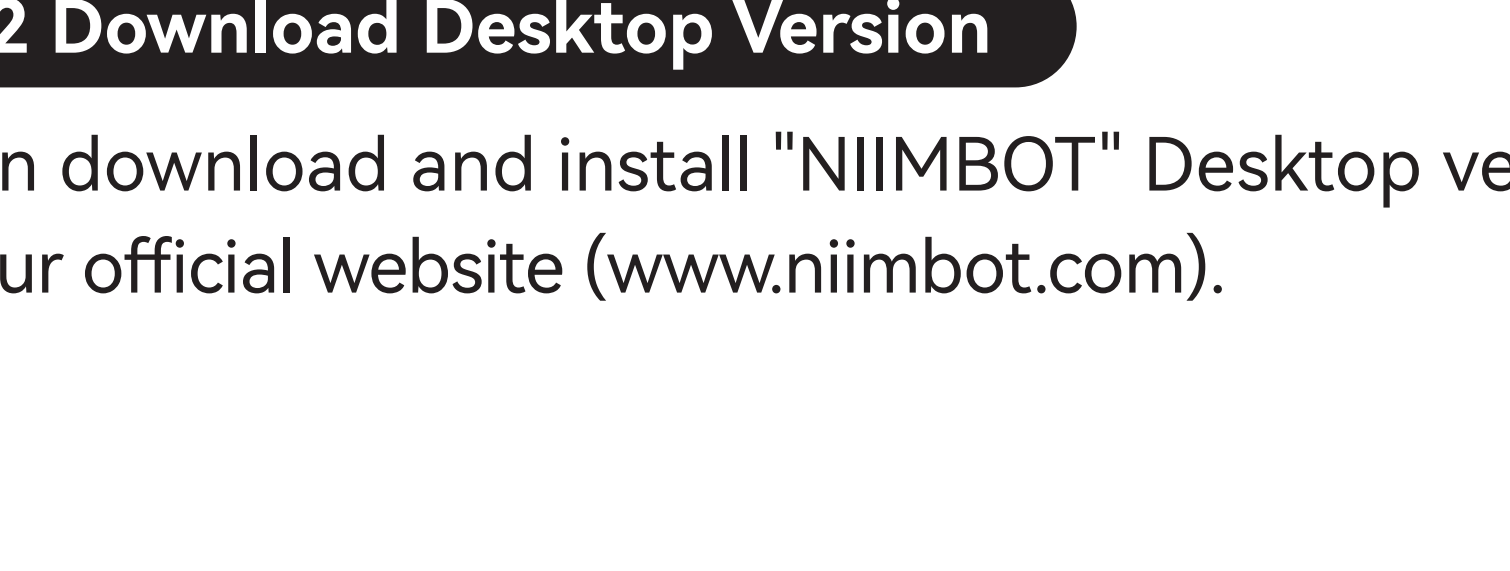 2 Download Desktop Version
n download and install "NIIMBOT" Desktop ve
ur official website (www.niimbot.com).